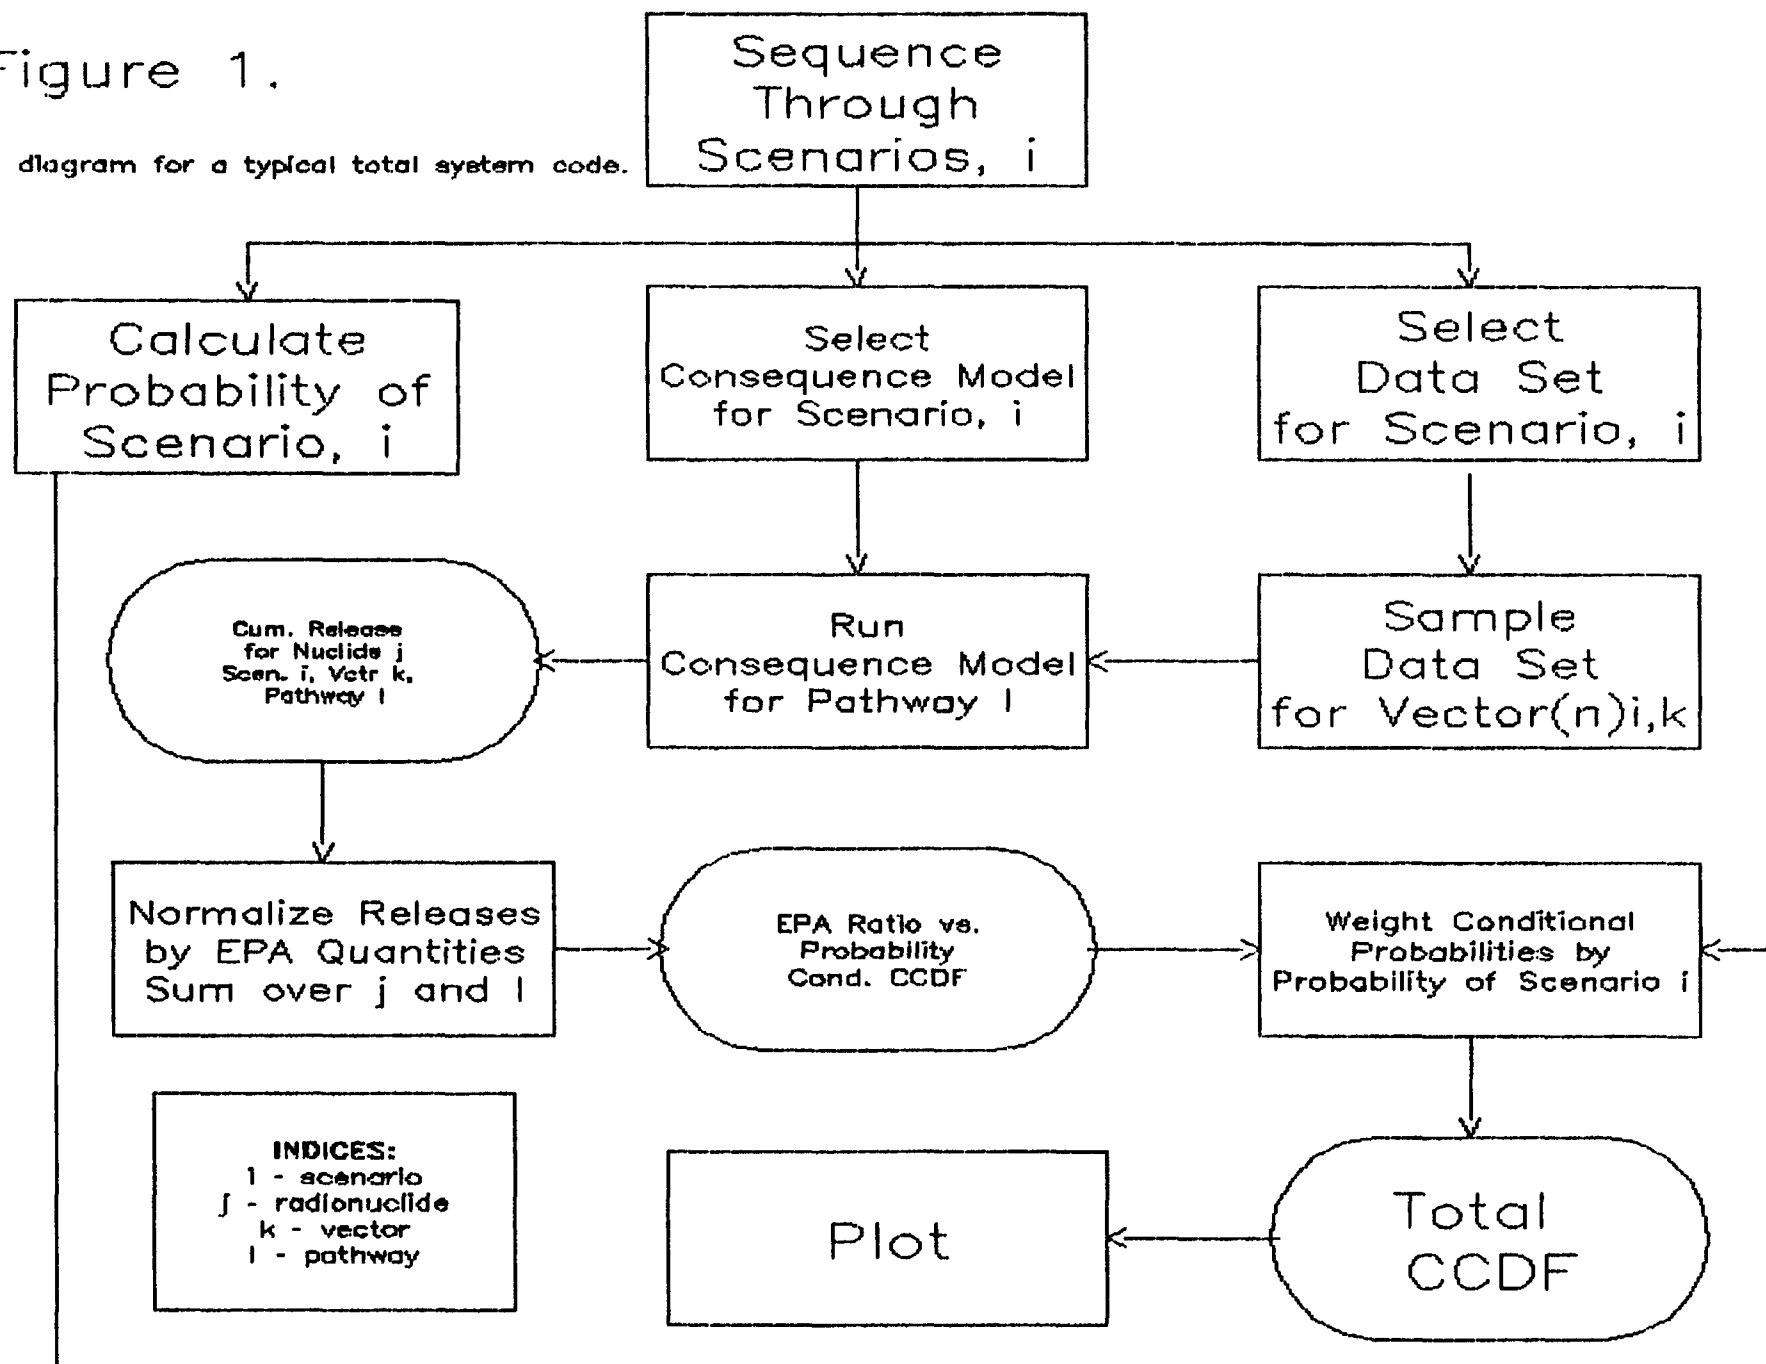 Figure 1.
diagram for a typical total system code.
Sequence
Through
Scenarios, i
Calculate
Probability of
Scenario, i
Select
Consequence Model
for Scenario, i
Select
Data Set
for Scenario, i
Cum. Release
for Nuclide j
Scen. i, Vctr k,
Pathway l
Run
Consequence Model
for Pathway l
Sample
Data Set
for Vector(n)i,k
Normalize Releases
by EPA Quantities
Sum over j and l
EPA Ratio vs.
Probability
Cond. CCDF
Weight Conditional
Probabilities by
Probability of Scenario i
INDICES:
i - scenario
j - radionuclide
k - vector
l - pathway
Plot
Total
CCDF